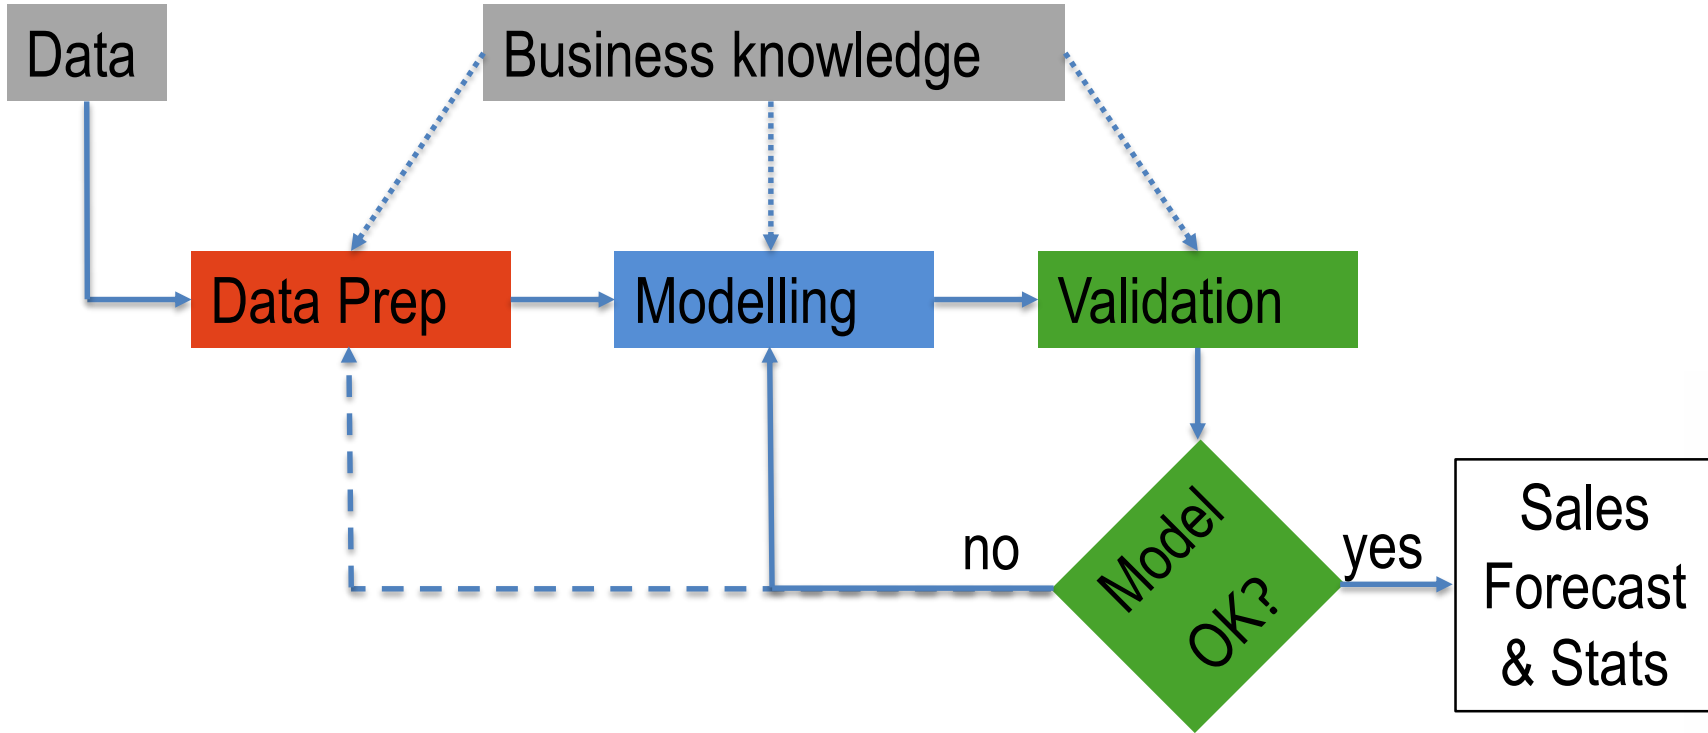 Data
Business knowledge
Data Prep
Modelling
Validation
no
Model
OK?
yes
Sales
Forecast
& Stats